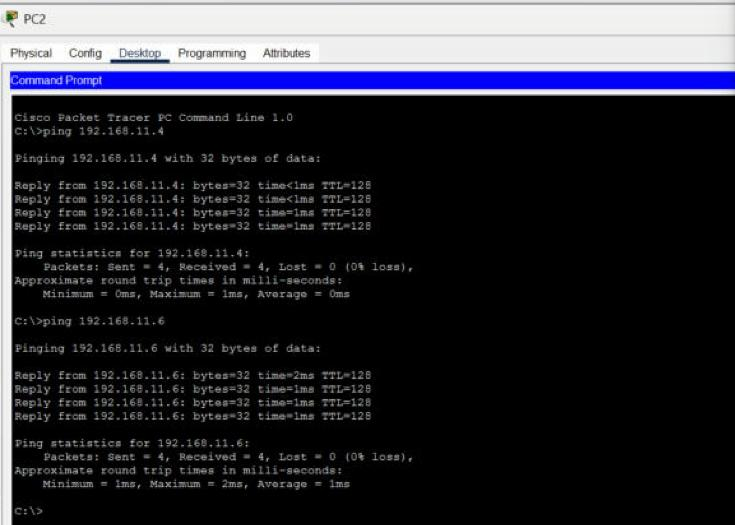 PC2
Physical Config Desktop Programming Attributes
Command Prompt
Cisco Packet Tracer PC Command Line 1.0
C:\>ping 192.168.11.4
Pinging 192.168.11.4 with 32 bytes of data:
Reply from 192.168.11.4: bytes=32 time<1ms TTL=128
Reply from 192.168.11.4: bytes=32 time<1ms TTL=128
Reply from 192.168.11.4: bytes=32 time=1ms TTL=128
Reply from 192.168.11.4: bytes=32 time=1ms TTL=128
Ping statistics for 192.168.11.4:
Packets: Sent = 4, Received = 4, Lost = 0 (0% loss),
Approximate round trip times in milli-seconds:
Minimum = 0ms, Maximum = 1ms, Average = 0ms
C:\>ping 192.168.11.6
Pinging 192.168.11.6 with 32 bytes of data:
Reply from 192.168.11.6: bytes=32 time=2ms TTL=128
Reply from 192.168.11.6: bytes=32 time=1ms TTL=128
Reply from 192.168.11.6: bytes=32 time=1ms TTL=128
Reply from 192.168.11.6: bytes=32 time=1ms TTL=128
Ping statistics for 192.168.11.6:
Packets: Sent = 4, Received = 4, Lost = 0 (0% loss),
Approximate round trip times in milli-seconds:
Minimum = 1ms, Maximum = 2ms, Average = 1ms
C:\>